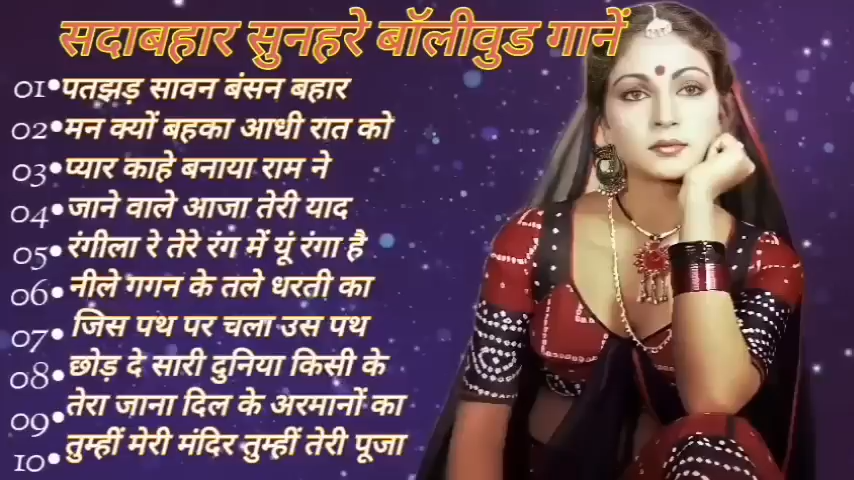 सदाबहार सुनहरे बॉलीवुड गानें
01•पतझड़ सावन बंसन बहार
02•मन क्यों बहका आधी रात को
03•प्यार काहे बनाया राम ने
04•जाने वाले आजा तेरी याद
05•रंगीला रे तेरे रंग में यूं रंगा है
06•नीले गगन के तले धरती का
07•जिस पथ पर चला उस पथ
08•छोड़ दे सारी दुनिया किसी के
09•तेरा जाना दिल के अरमानों का
10•तुम्हीं मेरी मंदिर तुम्हीं तेरी पूजा